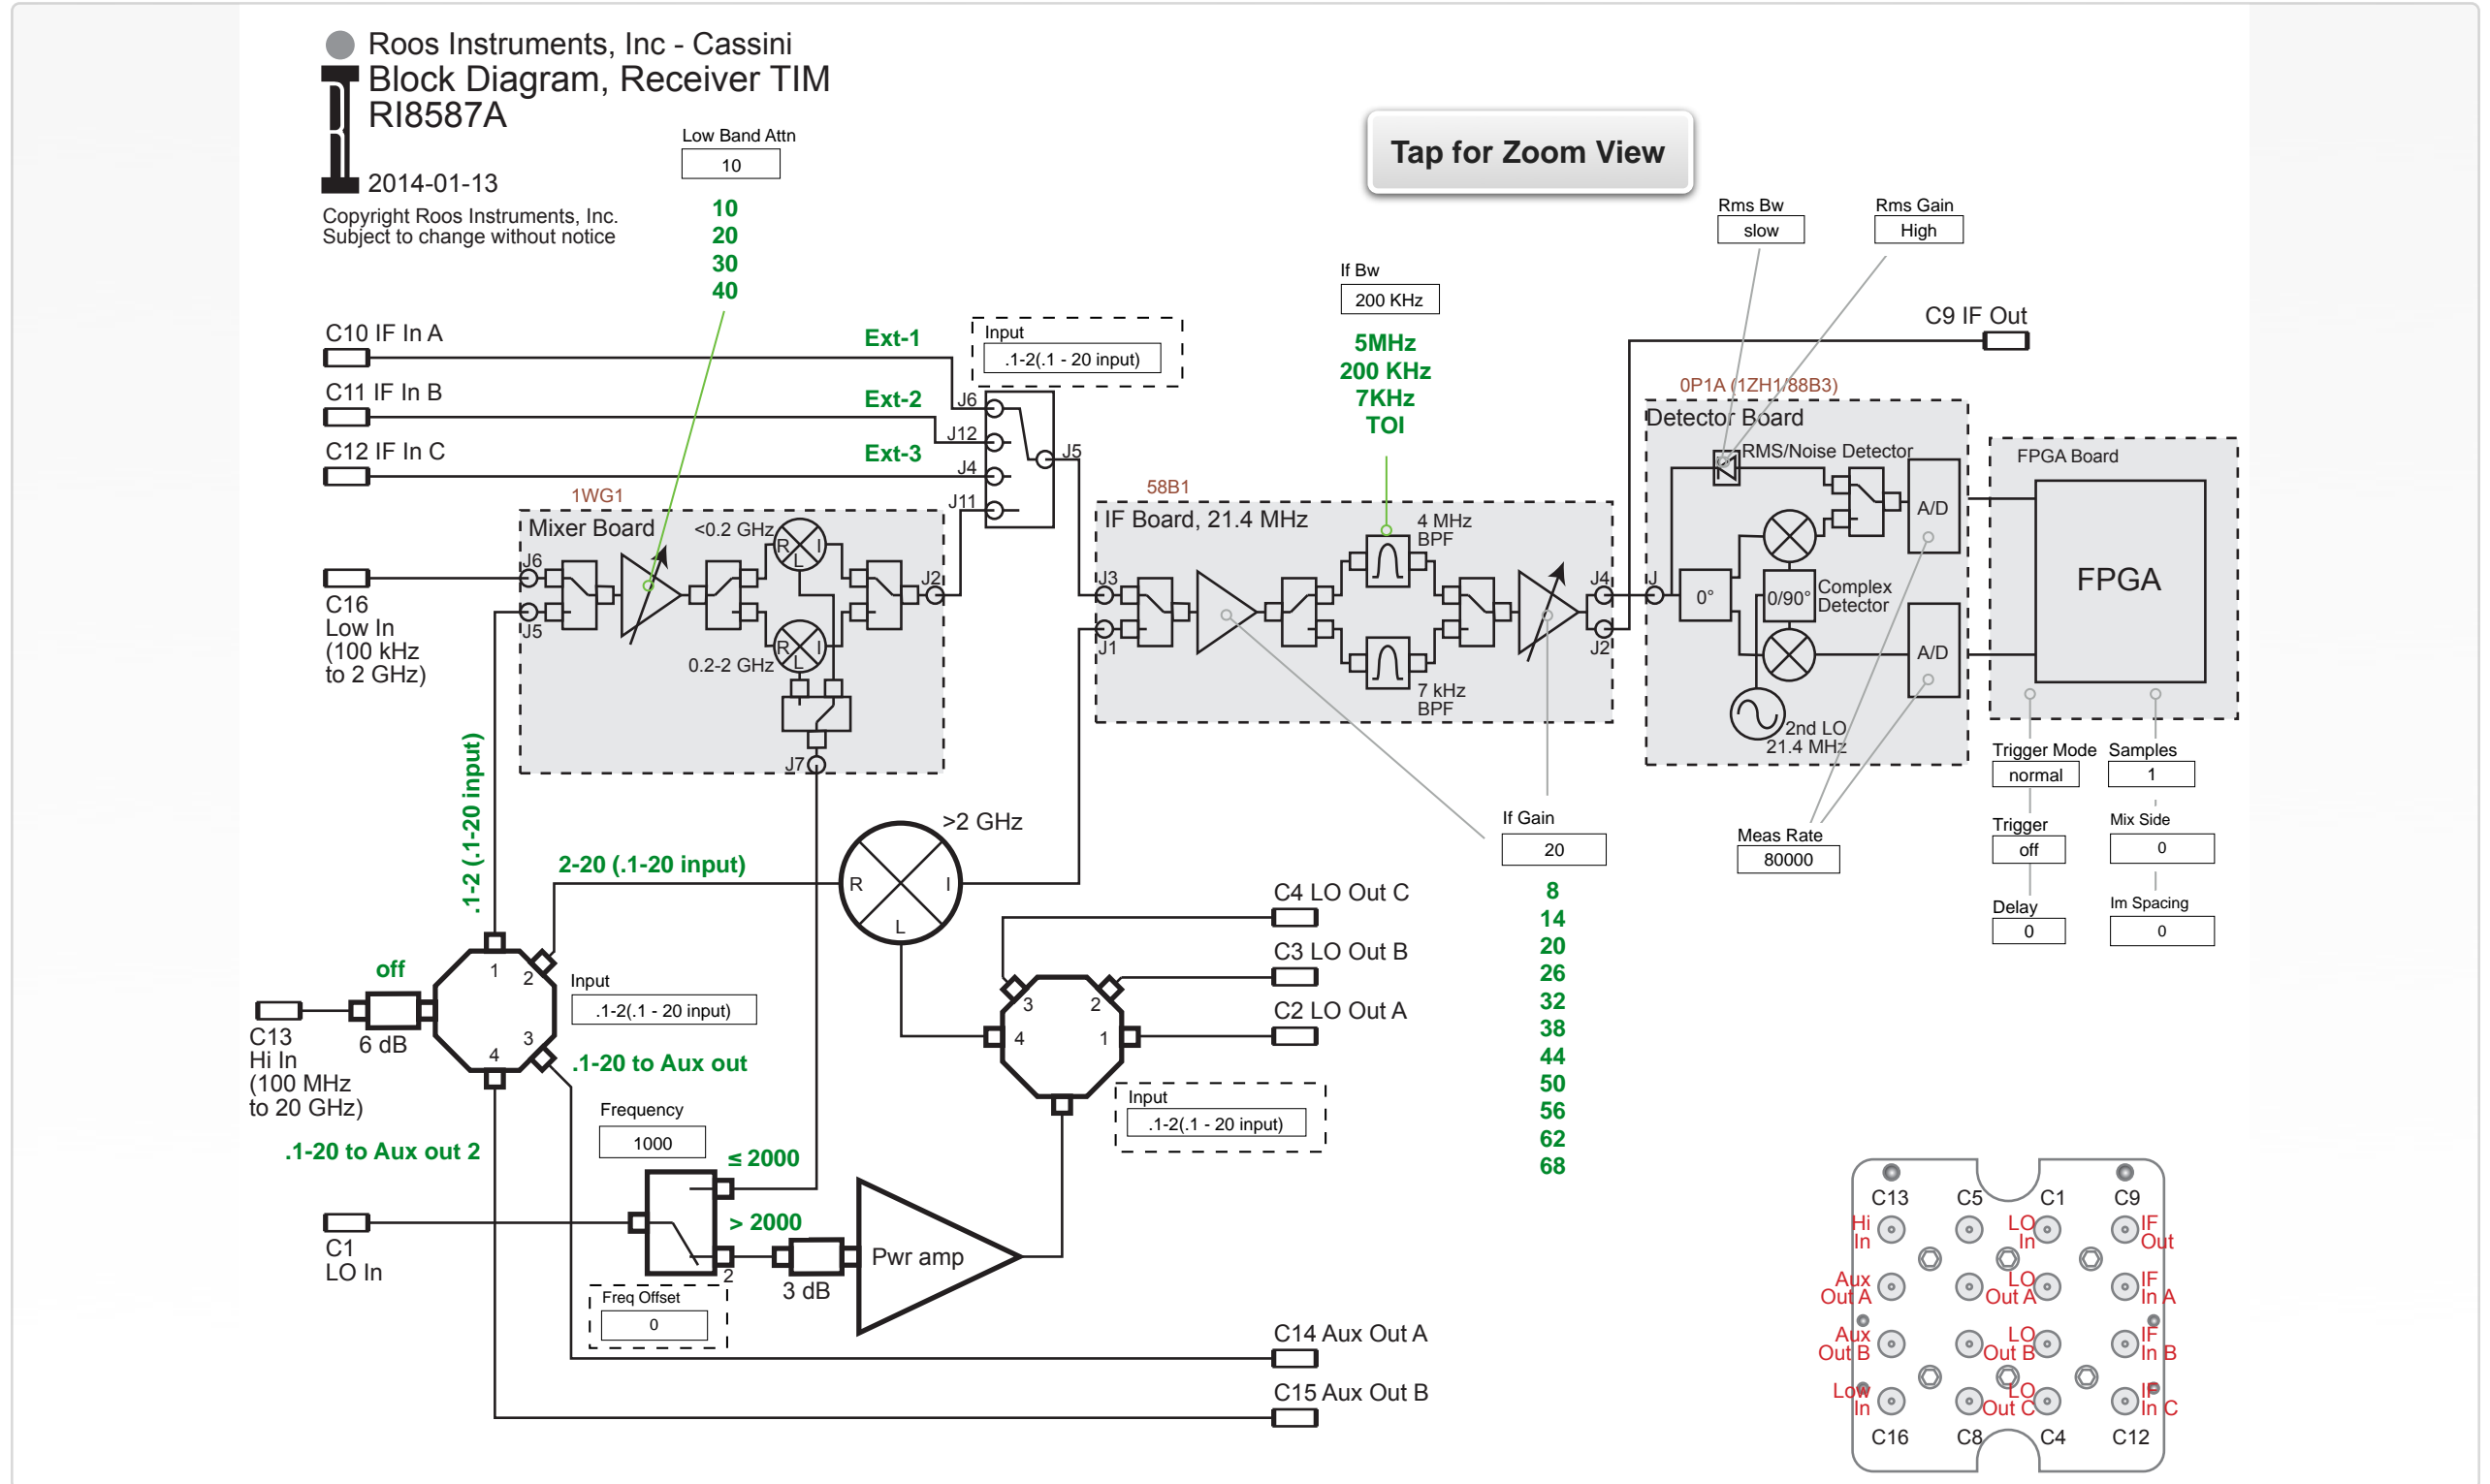 Roos Instruments, Inc - Cassini
Block Diagram, Receiver TIM
RI8587A
2014-01-13
Copyright Roos Instruments, Inc.
Subject to change without notice
Low Band Attn
10
10
20
30
40
Tap for Zoom View
Rms Bw
slow
Rms Gain
High
If Bw
200 KHz
5MHz
200 KHz
7KHz
TOI
C9 IF Out
C10 IF In A
Ext-1
C11 IF In B
Ext-2
C12 IF In C
Ext-3
Input
.1-2(.1 - 20 input)
J6
J12
J4
J11
J5
1WG1
Mixer Board
<0.2 GHz
R
I
L
J6
J5
J2
0.2-2 GHz
R
I
L
J7
C16
Low In
(100 kHz
to 2 GHz)
58B1
IF Board, 21.4 MHz
4 MHz
BPF
J3
J1
J4
J2
7 kHz
BPF
0P1A (1ZH1/88B3)
Detector Board
RMS/Noise Detector
A/D
J
0°
0/90°
Complex
Detector
A/D
2nd LO
21.4 MHz
FPGA Board
FPGA
Trigger Mode
normal
Samples
1
Trigger
off
Mix Side
0
Delay
0
Im Spacing
0
Meas Rate
80000
If Gain
20
8
14
20
26
32
38
44
50
56
62
68
.1-2 (.1-20 input)
2-20 (.1-20 input)
>2 GHz
R
I
L
off
C13
Hi In
(100 MHz
to 20 GHz)
6 dB
1
2
3
4
Input
.1-2(.1 - 20 input)
.1-20 to Aux out
.1-20 to Aux out 2
C4 LO Out C
C3 LO Out B
C2 LO Out A
3
2
4
1
Input
.1-2(.1 - 20 input)
Frequency
1000
≤ 2000
> 2000
2
C1
LO In
3 dB
Pwr amp
Freq Offset
0
C14 Aux Out A
C15 Aux Out B
C13
C5
C1
C9
Hi
In
LO
In
IF
Out
Aux
Out A
LO
Out A
IF
In A
Aux
Out B
LO
Out B
IF
In B
Low
In
LO
Out C
IF
In C
C16
C8
C4
C12